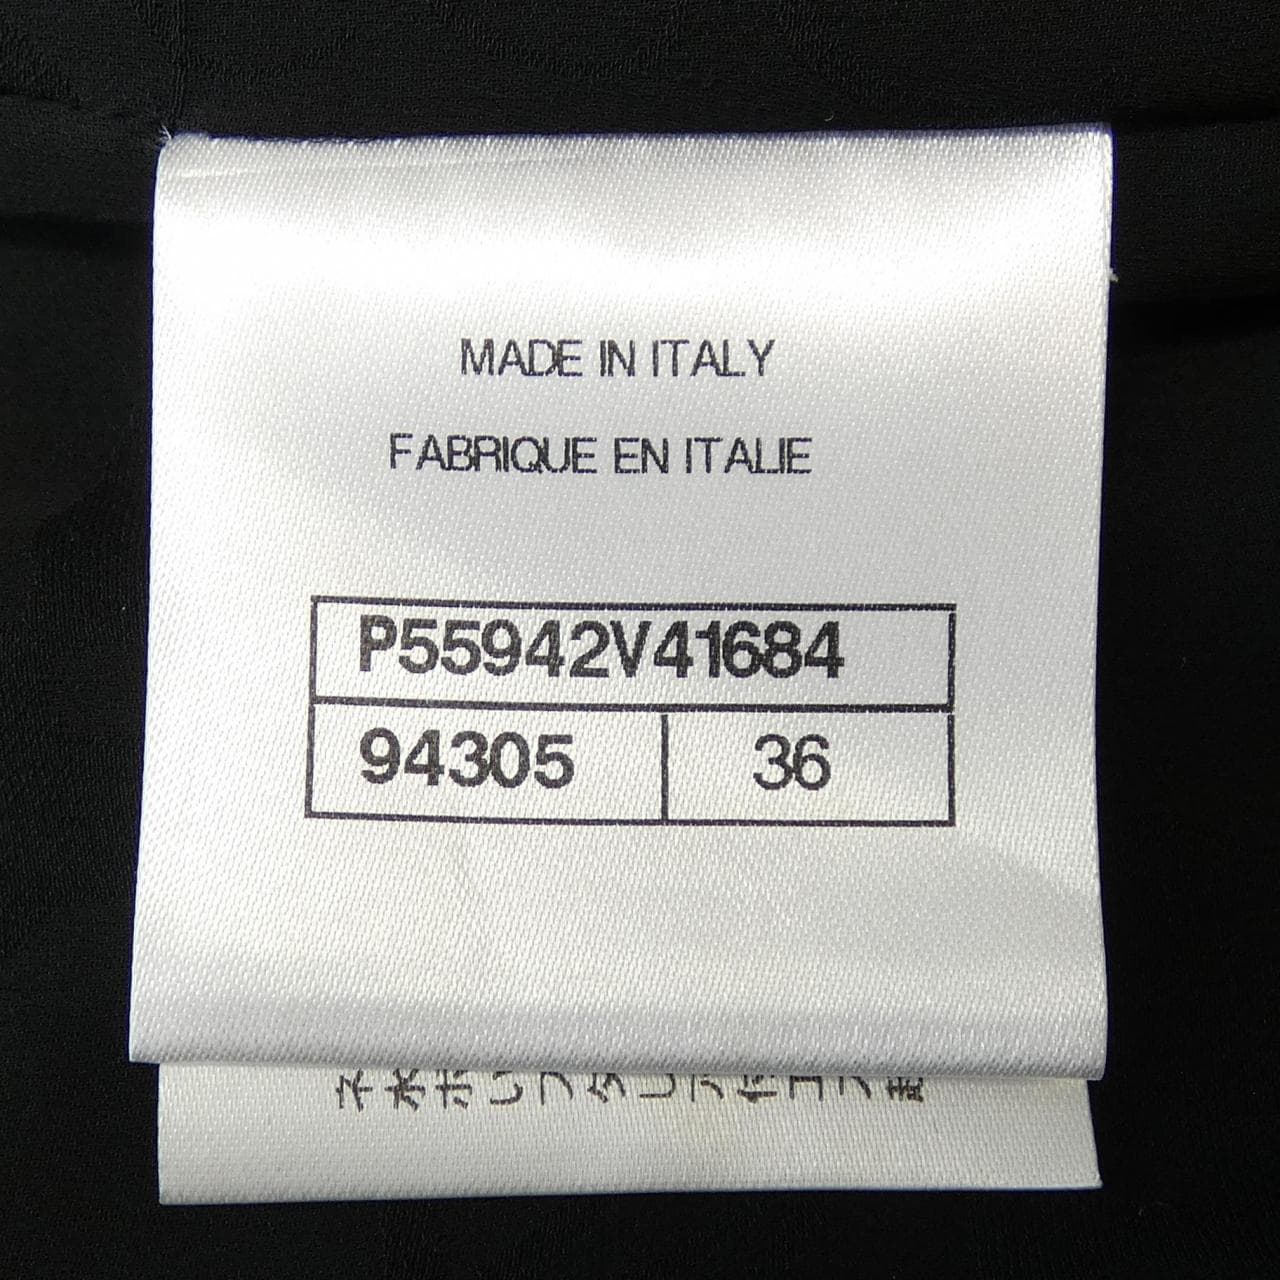 MADE IN ITALY
FABRIQUE EN ITALIE
P55942V41684
94305 36